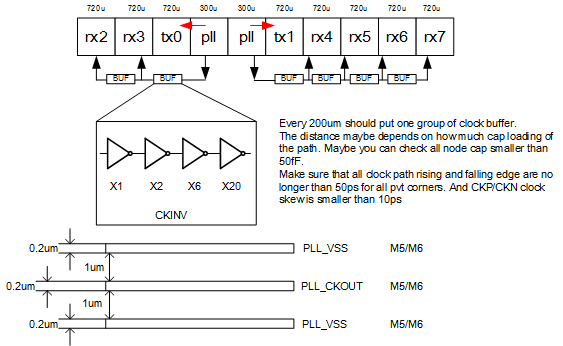 720u 720u 720u 300u 300u 720u 720u 720u 720u 720u
rx2 rx3 tx0 pll pll tx1 rx4 rx5 rx6 rx7
BUF BUF BUF BUF BUF BUF
Every 200um should put one group of clock buffer.
The distance maybe depends on how much cap loading of
the path. Maybe you can check all node cap smaller than
50fF.
Make sure that all clock path rising and falling edge are no
longer than 50ps for all pvt corners. And CKP/CKN clock
skew is smaller than 10ps
X1 X2 X6 X20
CKINV
0.2um PLL_VSS M5/M6
1um
0.2um PLL_CKOUT M5/M6
1um
0.2um PLL_VSS M5/M6